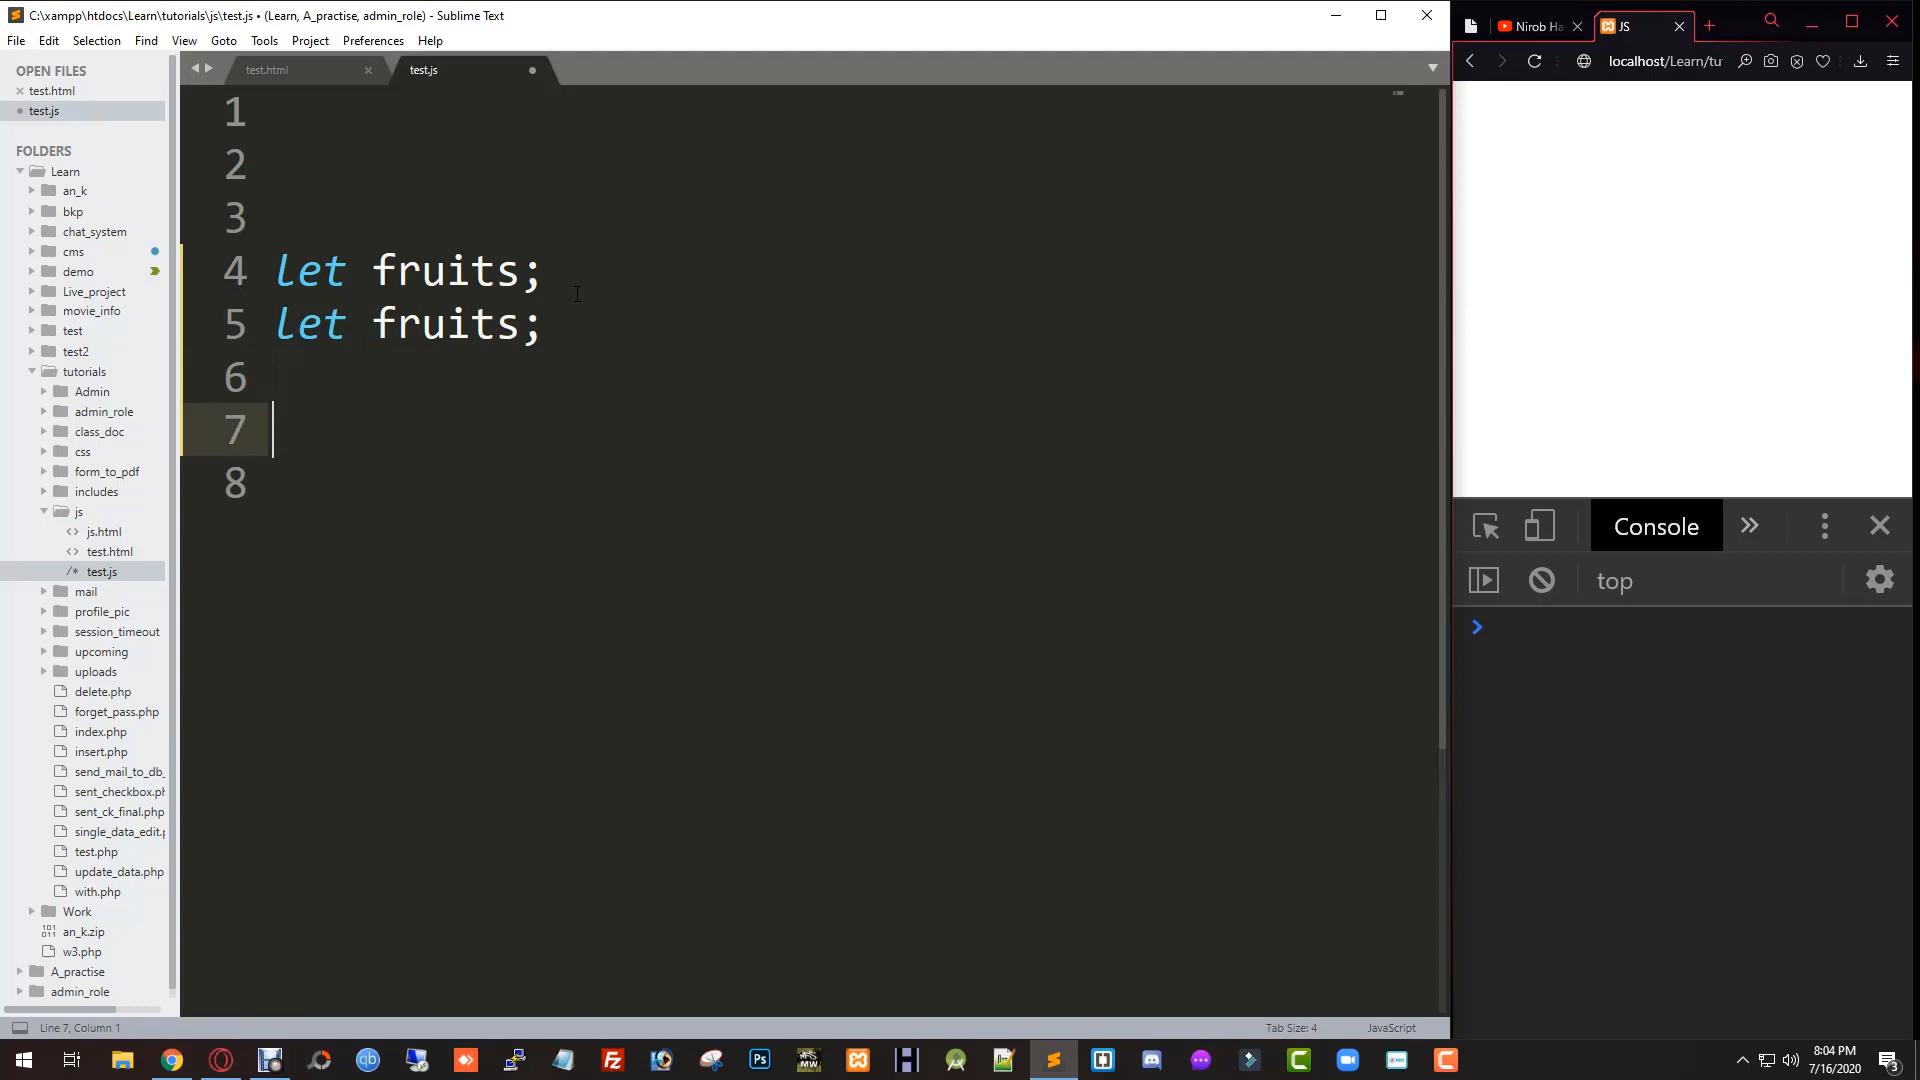 C:\xampp\htdocs\Learn\tutorials\js\test.js • (Learn, A_practise, admin_role) - Sublime Text
File Edit Selection Find View Goto Tools Project Preferences Help
OPEN FILES
test.html
test.js
FOLDERS
Learn
an_k
bkp
chat_system
cms
demo
Live_project
movie_info
test
test2
tutorials
Admin
admin_role
class_doc
css
form_to_pdf
includes
js
js.html
test.html
test.js
mail
profile_pic
session_timeout
upcoming
uploads
delete.php
forget_pass.php
index.php
insert.php
send_mail_to_db_
sent_checkbox.ph
sent_ck_final.php
single_data_edit.p
test.php
update_data.php
with.php
Work
an_k.zip
w3.php
A_practise
admin_role
test.html
test.js
1
2
3
4 let fruits;
5 let fruits;
6
7
8
Line 7, Column 1
Tab Size: 4
JavaScript
Nirob Ha
JS
localhost/Learn/tu
Console
top
8:04 PM
7/16/2020